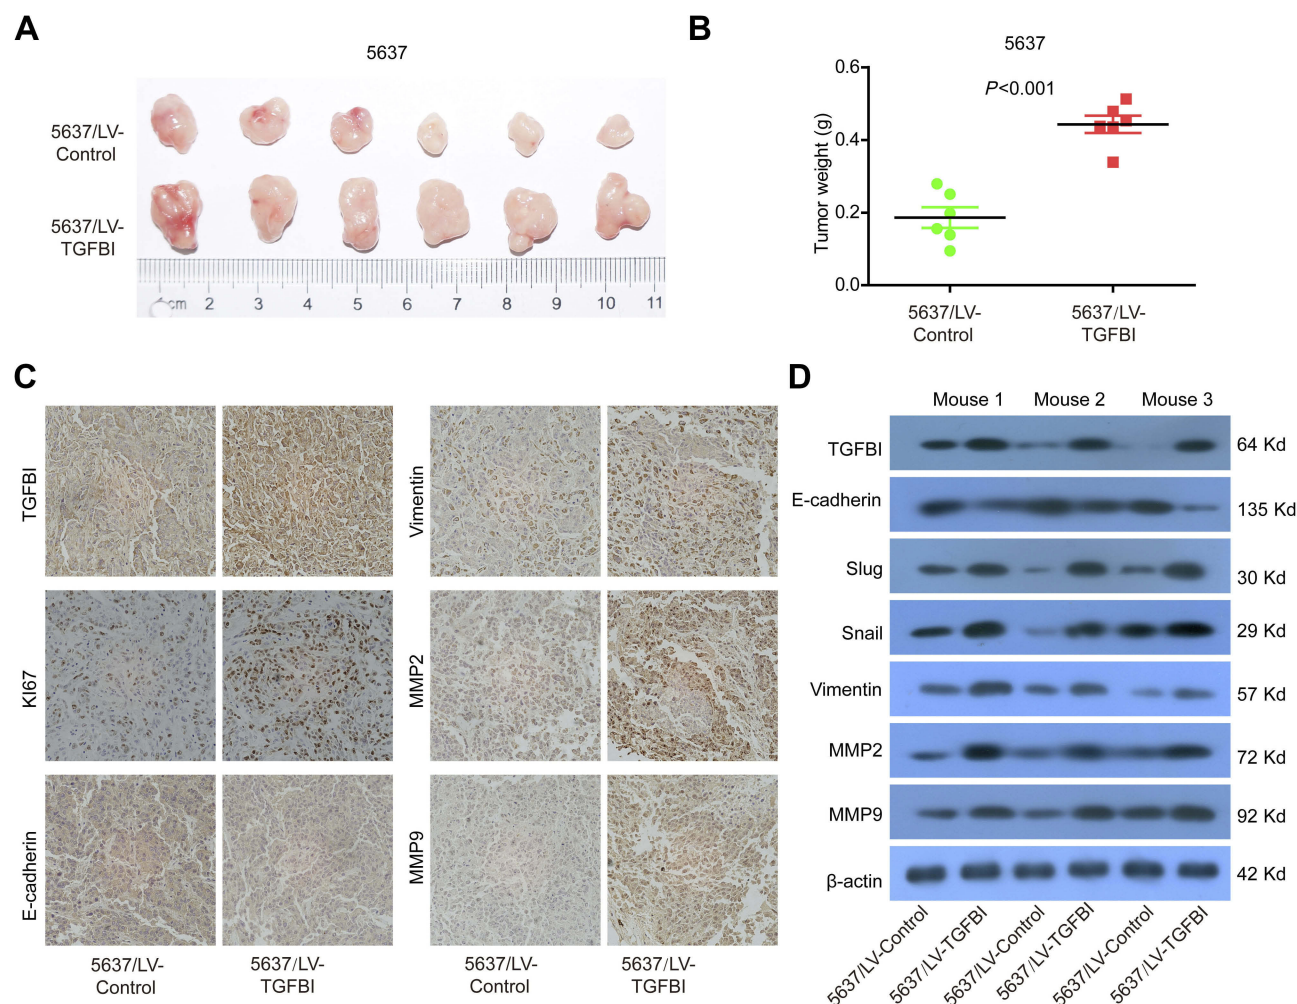 A
5637
5637/LV-
Control
5637/LV-
TGFBI
cm 2 3 4 5 6 7 8 9 10 11
B
5637
P<0.001
Tumor weight (g)
0.6
0.4
0.2
0.0
5637/LV-
Control
5637/LV-
TGFBI
C
TGFBI
KI67
E-cadherin
Vimentin
MMP2
MMP9
5637/LV-
Control
5637/LV-
TGFBI
5637/LV-
Control
5637/LV-
TGFBI
D
Mouse 1 Mouse 2 Mouse 3
TGFBI 64 Kd
E-cadherin 135 Kd
Slug 30 Kd
Snail 29 Kd
Vimentin 57 Kd
MMP2 72 Kd
MMP9 92 Kd
β-actin 42 Kd
5637/LV-Control
5637/LV-TGFBI
5637/LV-Control
5637/LV-TGFBI
5637/LV-Control
5637/LV-TGFBI